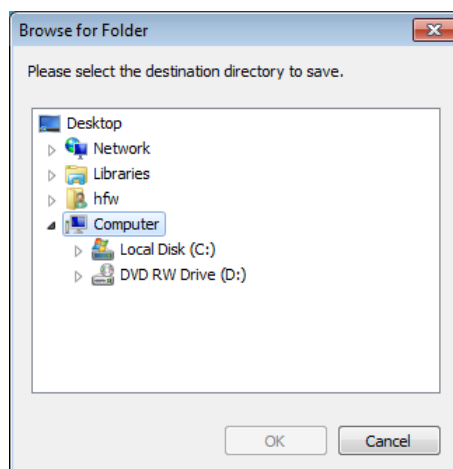 Browse for Folder
Please select the destination directory to save.
Desktop
Network
Libraries
hfw
Computer
Local Disk (C:)
DVD RW Drive (D:)
OK Cancel